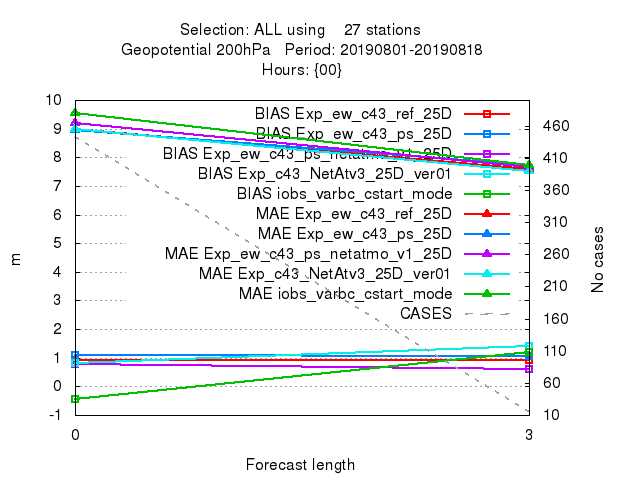 Selection: ALL using 27 stations
Geopotential 200hPa Period: 20190801-20190818
Hours: {00}
BIAS Exp_ew_c43_ref_25D
BIAS Exp_ew_c43_ps_25D
BIAS Exp_ew_c43_ps_netatmo_v1_25D
BIAS Exp_c43_NetAtv3_25D_ver01
BIAS iobs_varbc_cstart_mode
MAE Exp_ew_c43_ref_25D
MAE Exp_ew_c43_ps_25D
MAE Exp_ew_c43_ps_netatmo_v1_25D
MAE Exp_c43_NetAtv3_25D_ver01
MAE iobs_varbc_cstart_mode
CASES
10
9
8
7
6
5
4
3
2
1
0
-1
m
460
410
360
310
260
210
160
110
60
10
No cases
0 3
Forecast length